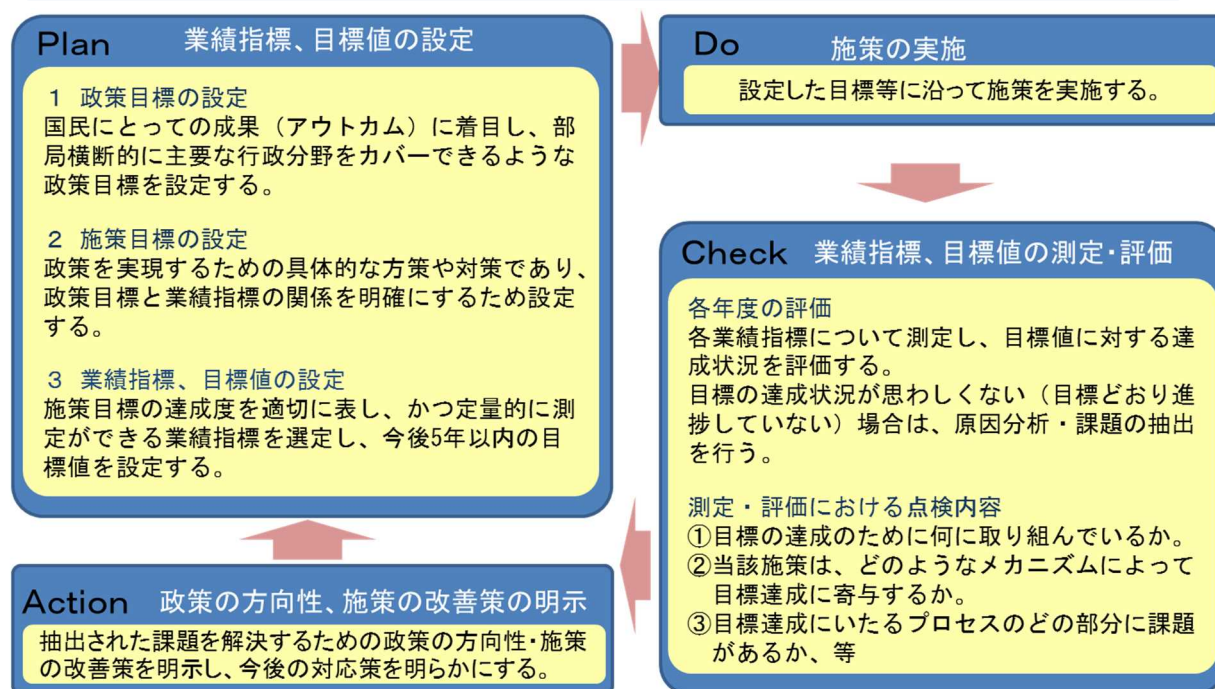 Plan 業績指標、目標値の設定
1 政策目標の設定
国民にとっての成果（アウトカム）に着目し、部
局横断的に主要な行政分野をカバーできるような
政策目標を設定する。
2 施策目標の設定
政策を実現するための具体的な方策や対策であり、
政策目標と業績指標の関係を明確にするため設定
する。
3 業績指標、目標値の設定
施策目標の達成度を適切に表し、かつ定量的に測
定ができる業績指標を選定し、今後5年以内の目
標値を設定する。
Do 施策の実施
設定した目標等に沿って施策を実施する。
Check 業績指標、目標値の測定・評価
各年度の評価
各業績指標について測定し、目標値に対する達
成状況を評価する。
目標の達成状況が思わしくない（目標どおり進
捗していない）場合は、原因分析・課題の抽出
を行う。
測定・評価における点検内容
①目標の達成のために何に取り組んでいるか。
②当該施策は、どのようなメカニズムによって
目標達成に寄与するか。
③目標達成にいたるプロセスのどの部分に課題
があるか、等
Action 政策の方向性、施策の改善策の明示
抽出された課題を解決するための政策の方向性・施策
の改善策を明示し、今後の対応策を明らかにする。